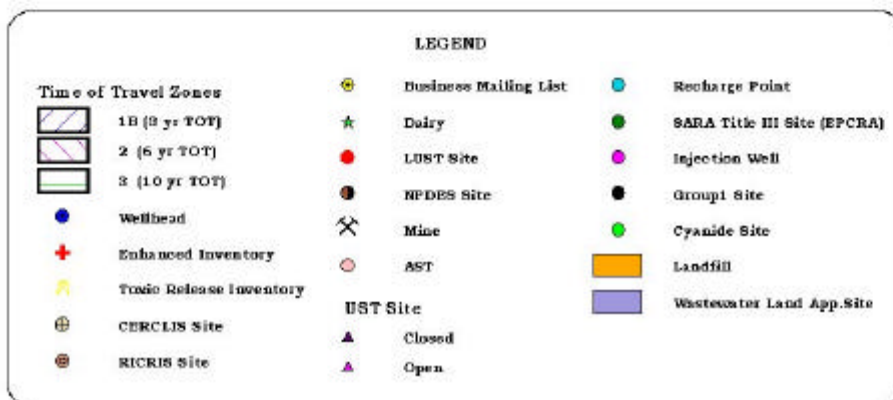 LEGEND
Time of Travel Zones
1B (3 yr TOT)
2 (6 yr TOT)
3 (10 yr TOT)
Wellhead
Enhanced Inventory
Toxic Release Inventory
CERCLIS Site
RICRIS Site
Business Mailing List
Dairy
LUST Site
NPDES Site
Mine
AST
UST Site
Closed
Open
Recharge Point
SARA Title III Site (EPCRA)
Injection Well
Group1 Site
Cyanide Site
Landfill
Wastewater Land App.Site